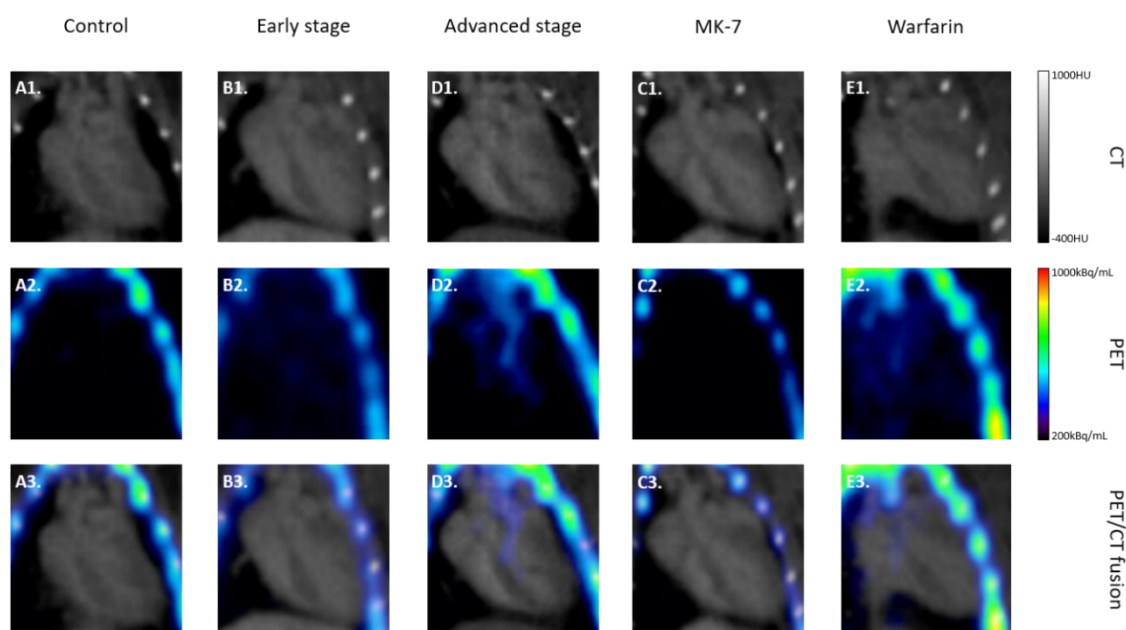 Control Early stage Advanced stage MK-7 Warfarin
A1. B1. D1. C1. E1.
1000HU
CT
-400HU
A2. B2. D2. C2. E2.
1000kBq/mL
PET
200kBq/mL
A3. B3. D3. C3. E3.
PET/CT fusion